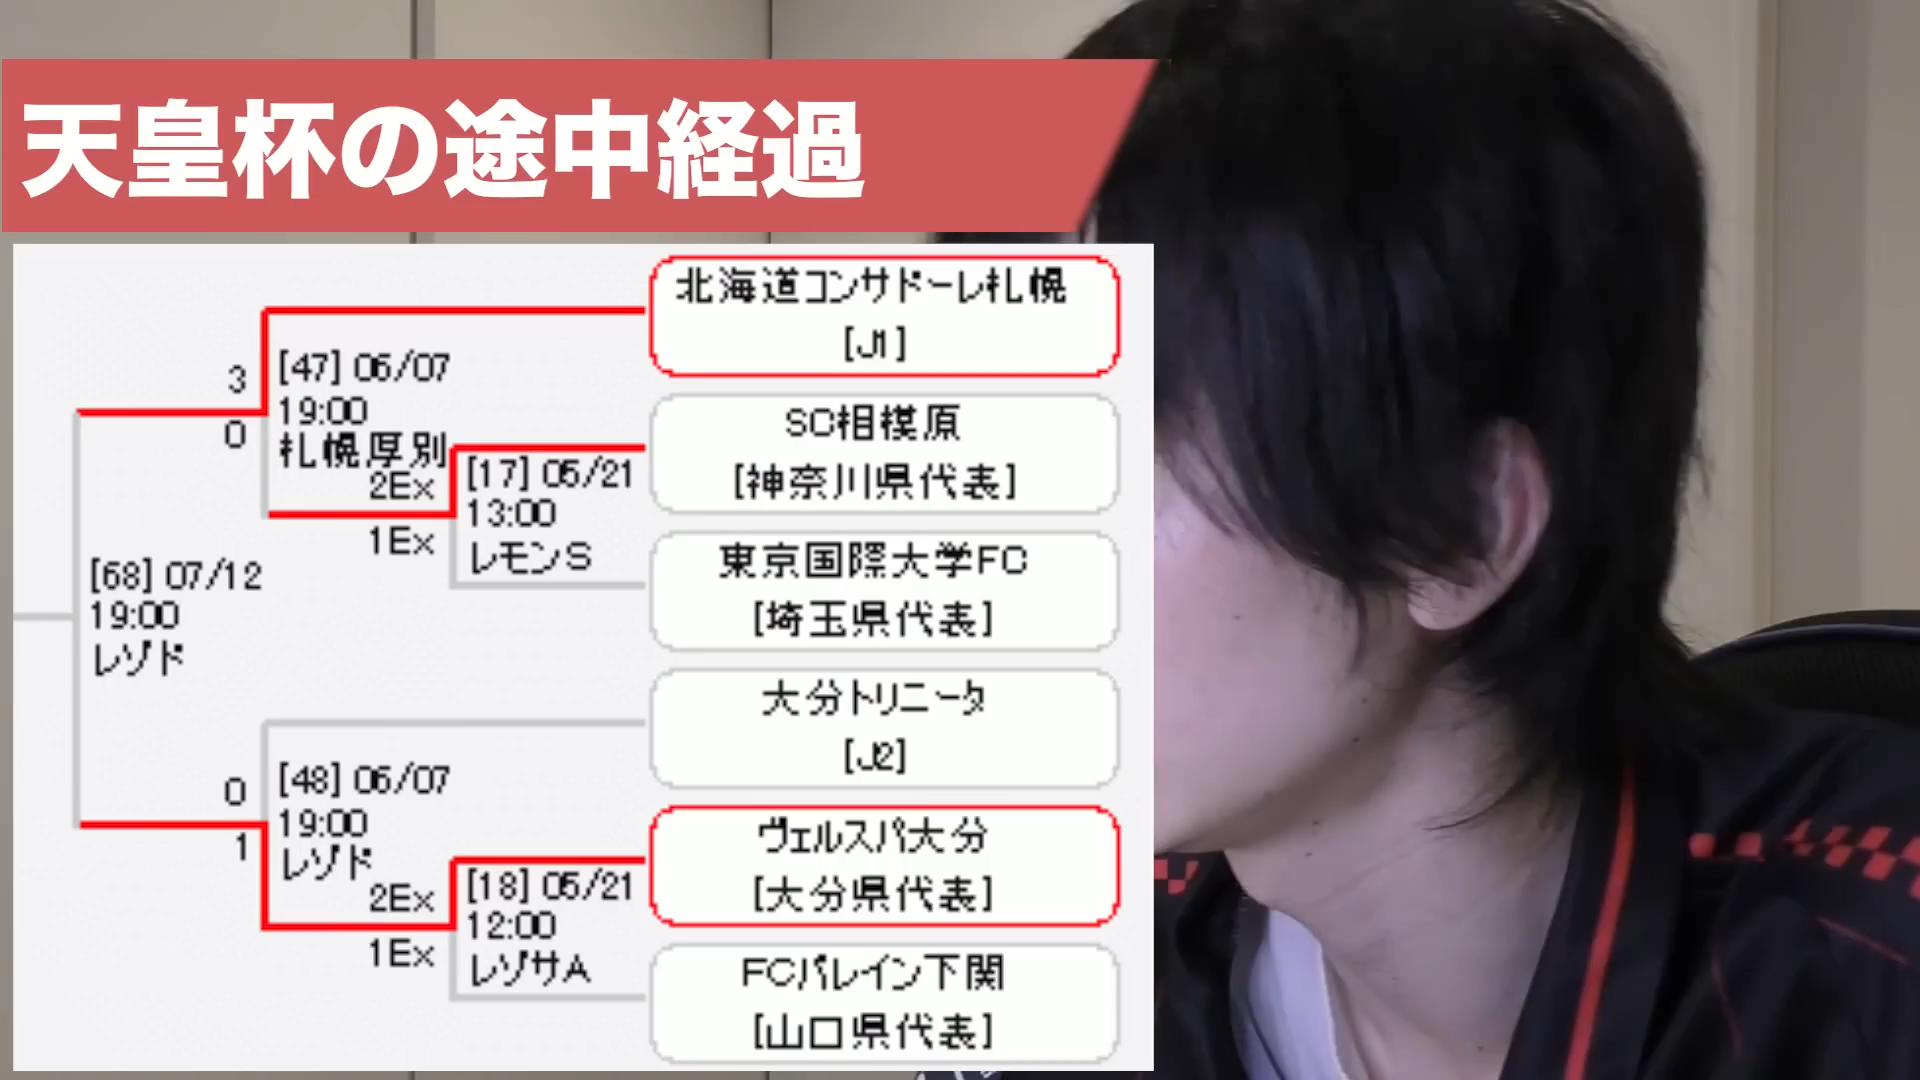 天皇杯の途中経過
北海道コンサドーレ札幌
[J1]
3
[47] 06/07
19:00
札幌厚別
0
SC相模原
[神奈川県代表]
2Ex
[17] 05/21
13:00
レモンS
1Ex
東京国際大学FC
[埼玉県代表]
[68] 07/12
19:00
レゾド
大分トリニータ
[J2]
0
[48] 06/07
19:00
レゾド
1
ヴェルスパ大分
[大分県代表]
2Ex
[18] 05/21
12:00
レゾサA
1Ex
FCバレイン下関
[山口県代表]